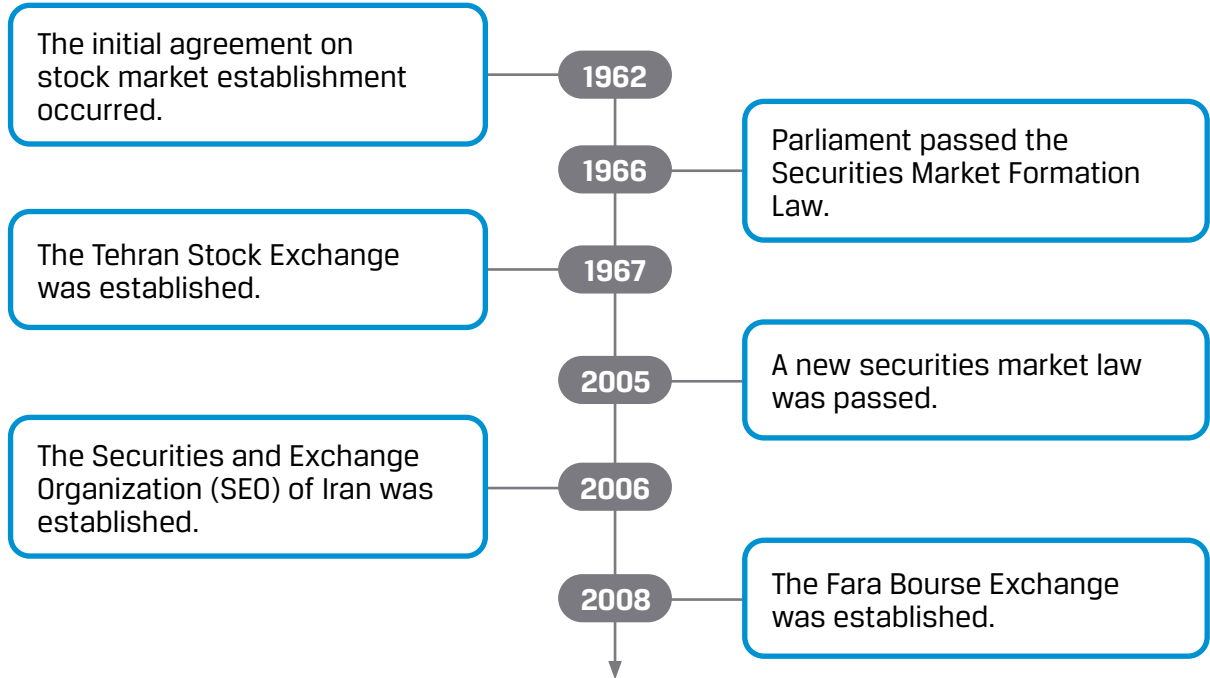 The initial agreement on
stock market establishment
occurred.
1962
Parliament passed the
Securities Market Formation
Law.
1966
The Tehran Stock Exchange
was established.
1967
A new securities market law
was passed.
2005
The Securities and Exchange
Organization (SEO) of Iran was
established.
2006
The Fara Bourse Exchange
was established.
2008